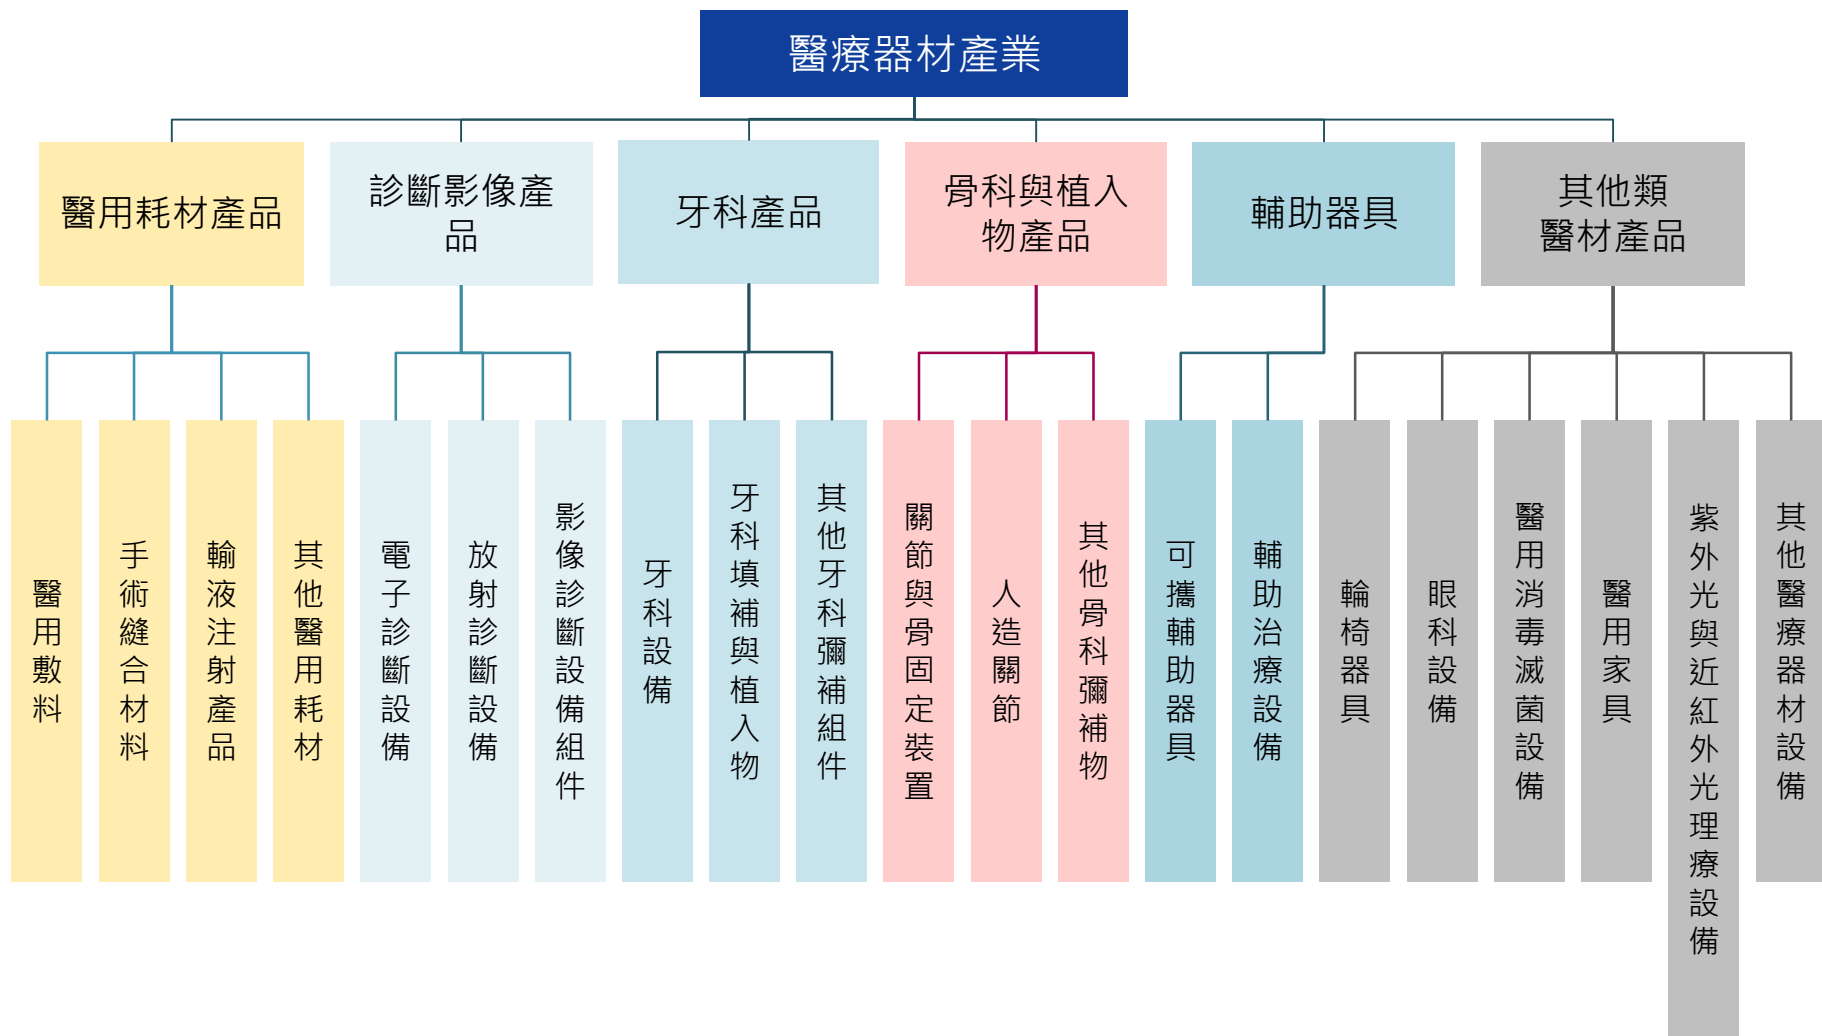 醫療器材產業
醫用耗材產品
診斷影像產
品
牙科產品
骨科與植入
物產品
輔助器具
其他類
醫材產品
醫用敷料
手術縫合材料
輸液注射產品
其他醫用耗材
電子診斷設備
放射診斷設備
影像診斷設備組件
牙科設備
牙科填補與植入物
其他牙科彌補組件
關節與骨固定裝置
人造關節
其他骨科彌補物
可攜輔助器具
輔助治療設備
輪椅器具
眼科設備
醫用消毒滅菌設備
醫用家具
紫外光與近紅外光理療設備
其他醫療器材設備